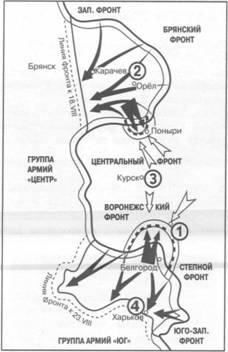 ЗАП. ФРОНТ
БРЯНСКИЙ
ФРОНТ
Брянск
Линия фронта к 18.VIII
Карачев
2
Орёл
Поныри
ГРУППА
АРМИЙ
«ЦЕНТР»
ЦЕНТРАЛЬНЫЙ ФРОНТ
Курск
3
ВОРОНЕЖСКИЙ
ФРОНТ
1
Белгород
СТЕПНОЙ
ФРОНТ
Линия
фронта к 23.VIII
4
Харьков
ЮГО-ЗАП.
ФРОНТ
ГРУППА АРМИЙ «ЮГ»